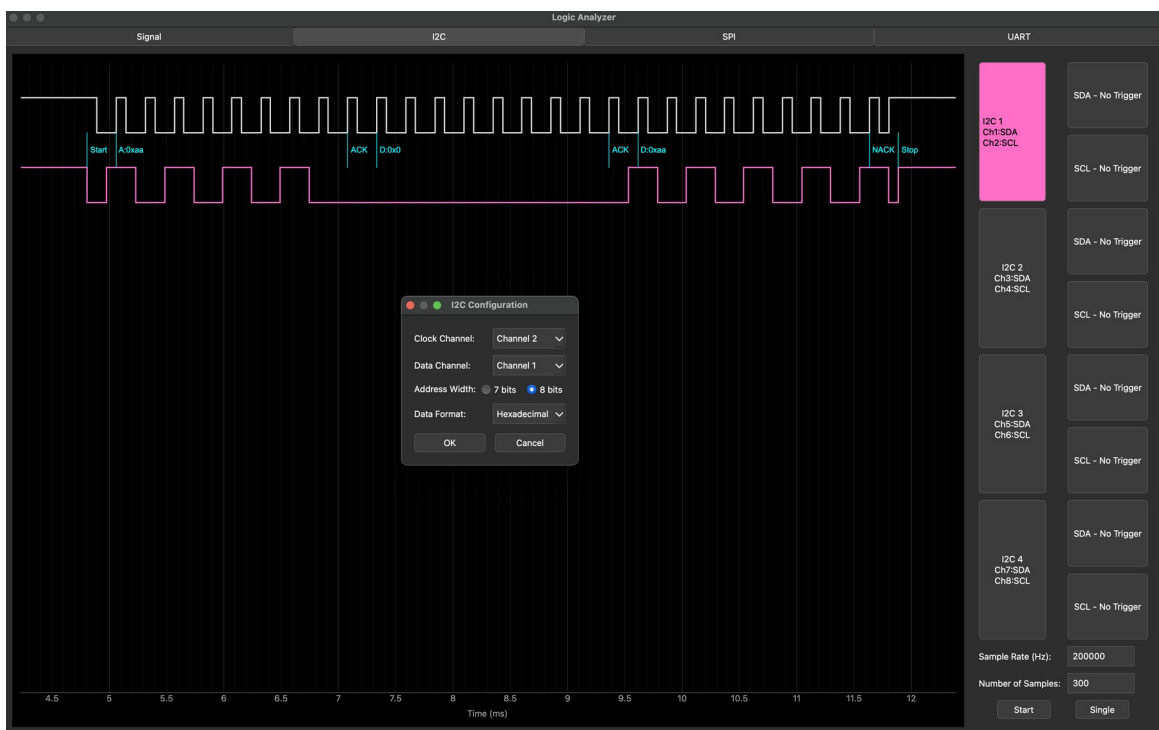 Logic Analyzer
Signal
I2C
SPI
UART
Start
A:0xaa
ACK
D:0x0
ACK
D:0xaa
NACK
Stop
I2C 1
Ch1:SDA
Ch2:SCL
SDA - No Trigger
SCL - No Trigger
I2C 2
Ch3:SDA
Ch4:SCL
SDA - No Trigger
SCL - No Trigger
I2C Configuration
Clock Channel: Channel 2
Data Channel: Channel 1
Address Width: 7 bits 8 bits
Data Format: Hexadecimal
OK Cancel
I2C 3
Ch5:SDA
Ch6:SCL
SDA - No Trigger
SCL - No Trigger
I2C 4
Ch7:SDA
Ch8:SCL
SDA - No Trigger
SCL - No Trigger
Sample Rate (Hz): 200000
Number of Samples: 300
Start Single
4.5 5 5.5 6 6.5 7 7.5 8 8.5 9 9.5 10 10.5 11 11.5 12
Time (ms)